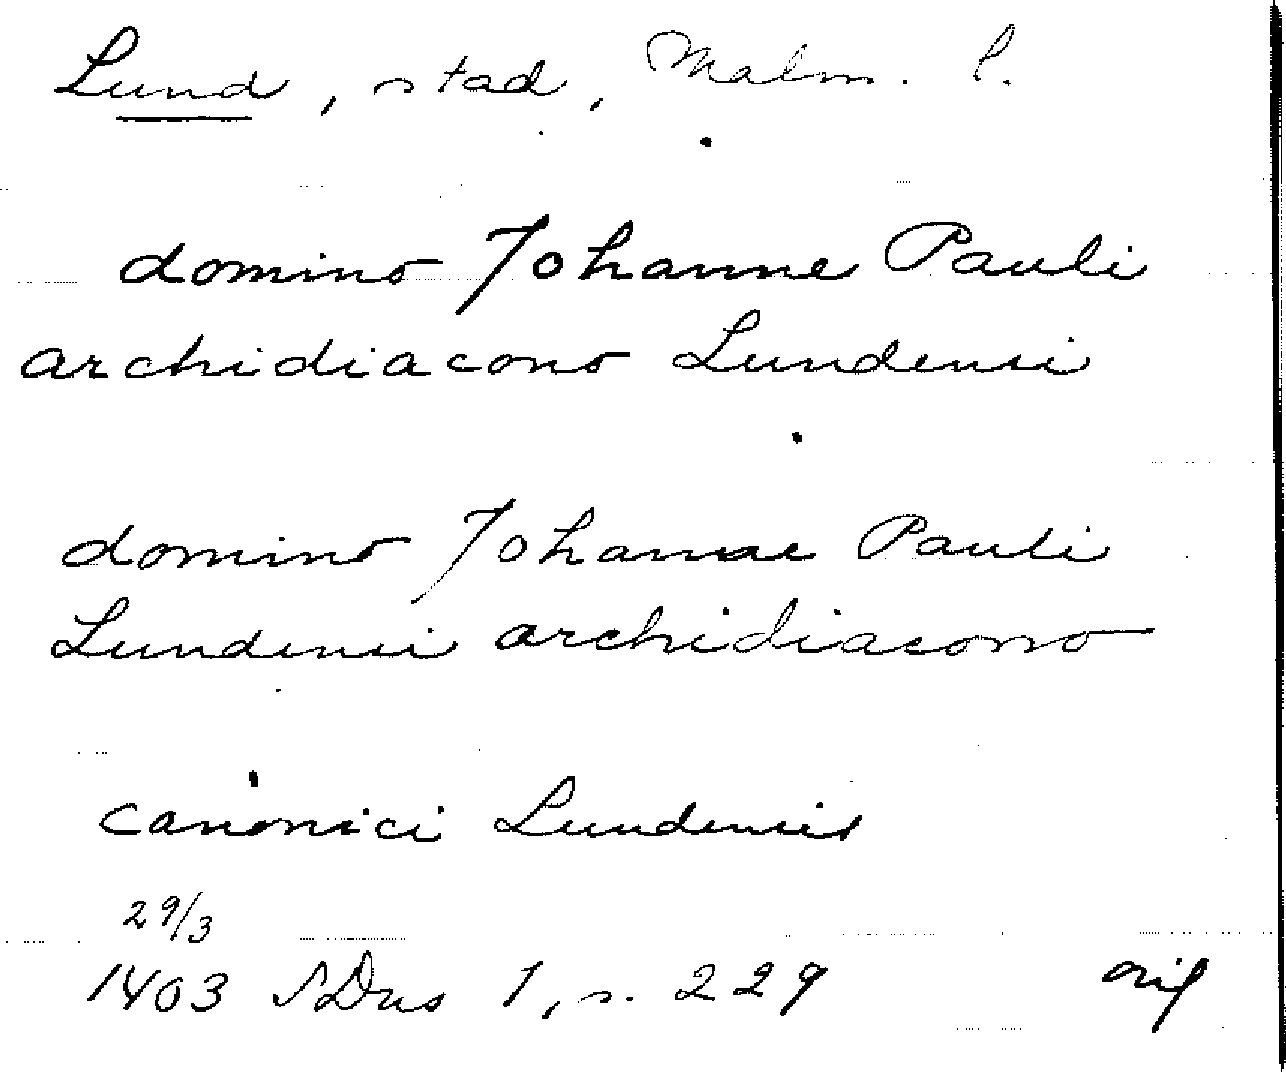 Lund, stad, Malm. l.
domino Johanne Pauli
archidiacono Lundensi
domino Johanne Pauli
Lundensi archidiacono
canonici Lundensis
29/3
1403 SDns 1, s. 229 orig